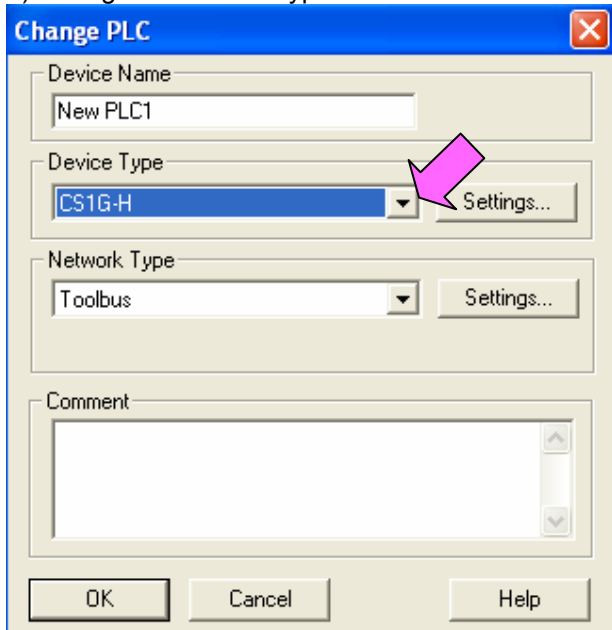 Change PLC
Device Name
New PLC1
Device Type
CS1G-H
Settings...
Network Type
Toolbus
Settings...
Comment
OK Cancel Help